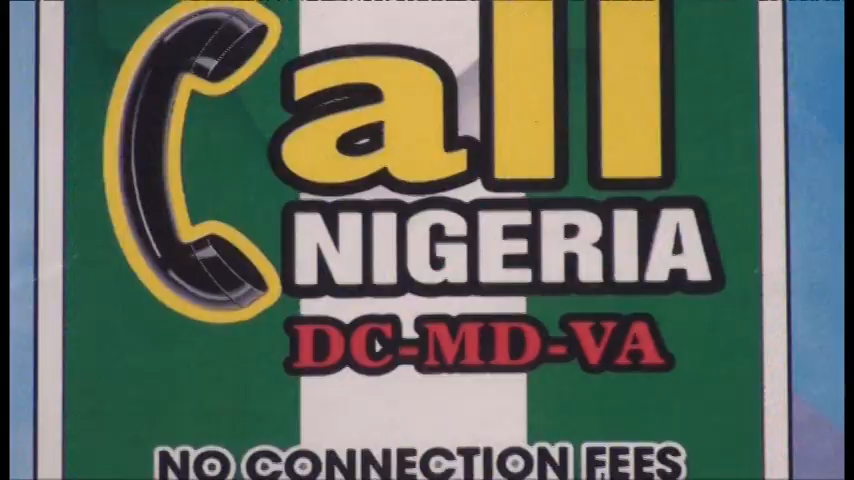 Call
NIGERIA
DC-MD-VA
NO CONNECTION FEES